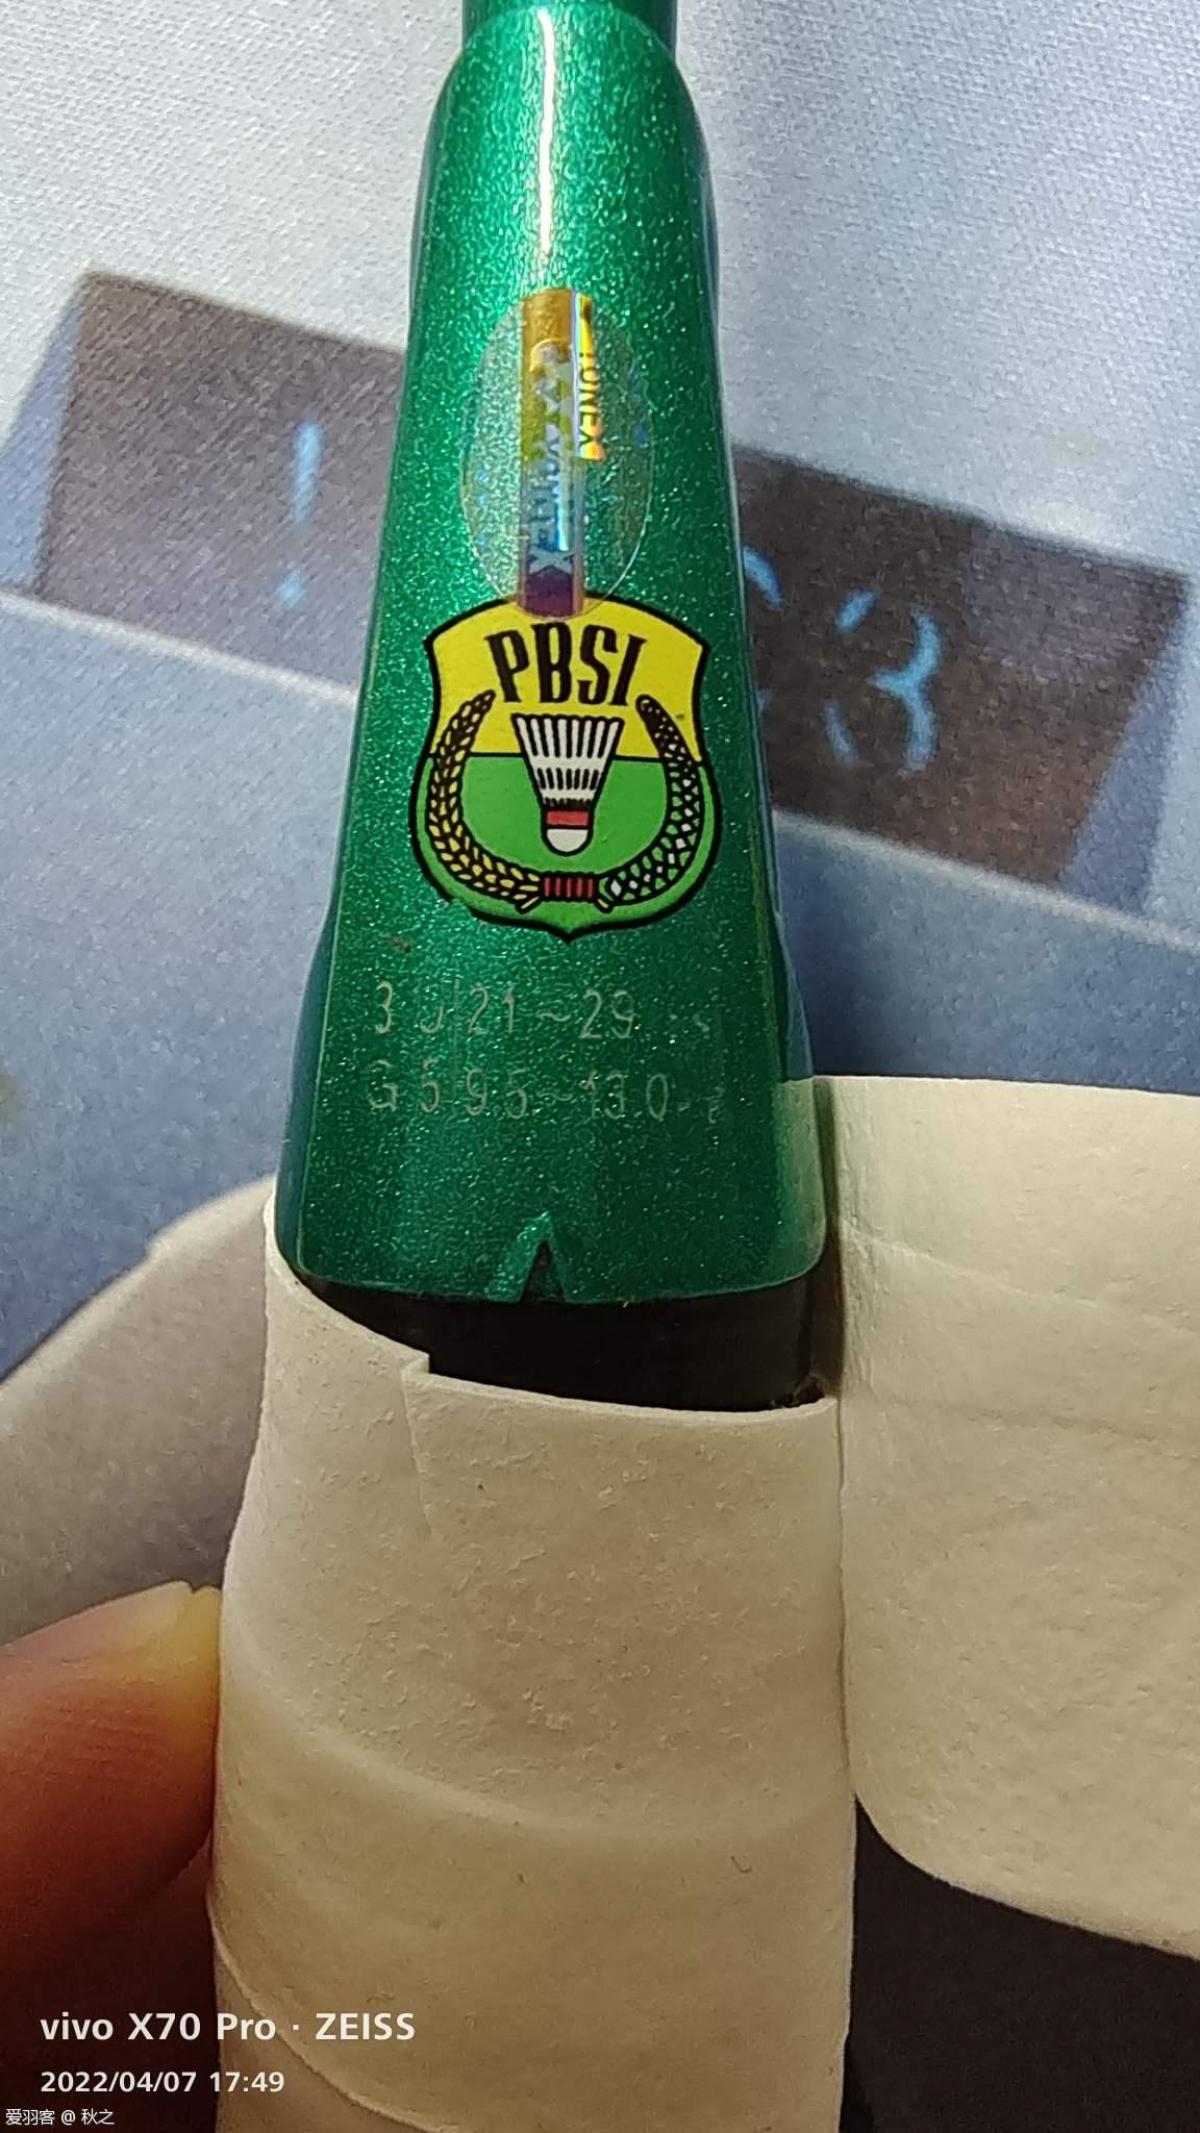 YONEX
PBSI
3U 21~29
G5 9.5~13.0
vivo X70 Pro · ZEISS
2022/04/07 17:49
爱羽客 @ 秋之